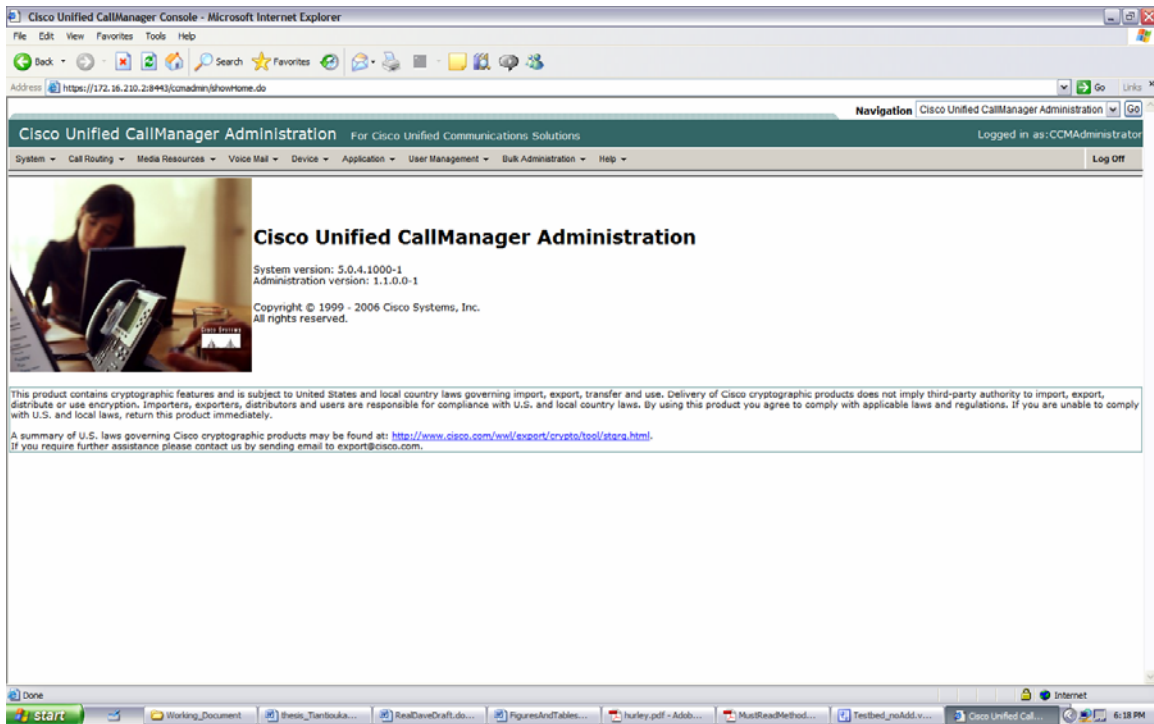 Cisco Unified CallManager Console - Microsoft Internet Explorer
File Edit View Favorites Tools Help
Back Search Favorites
Address https://172.16.210.2:8443/ccmadmin/showHome.do Go Links
Navigation Cisco Unified CallManager Administration Go
Cisco Unified CallManager Administration For Cisco Unified Communications Solutions Logged in as:CCMAdministrator
System Call Routing Media Resources Voice Mail Device Application User Management Bulk Administration Help Log Off
Cisco Unified CallManager Administration
System version: 5.0.4.1000-1
Administration version: 1.1.0.0-1
Copyright © 1999 - 2006 Cisco Systems, Inc.
All rights reserved.
Cisco Systems
This product contains cryptographic features and is subject to United States and local country laws governing import, export, transfer and use. Delivery of Cisco cryptographic products does not imply third-party authority to import, export,
distribute or use encryption. Importers, exporters, distributors and users are responsible for compliance with U.S. and local country laws. By using this product you agree to comply with applicable laws and regulations. If you are unable to comply
with U.S. and local laws, return this product immediately.
A summary of U.S. laws governing Cisco cryptographic products may be found at: http://www.cisco.com/wwl/export/crypto/tool/stqrg.html.
If you require further assistance please contact us by sending email to export@cisco.com.
Done Internet
start Working_Document thesis_Tiantiouka... RealDaveDraft.do... FiguresAndTables... hurley.pdf - Adob... MustReadMethod... Testbed_noAdd.v... Cisco Unified Call... 6:18 PM